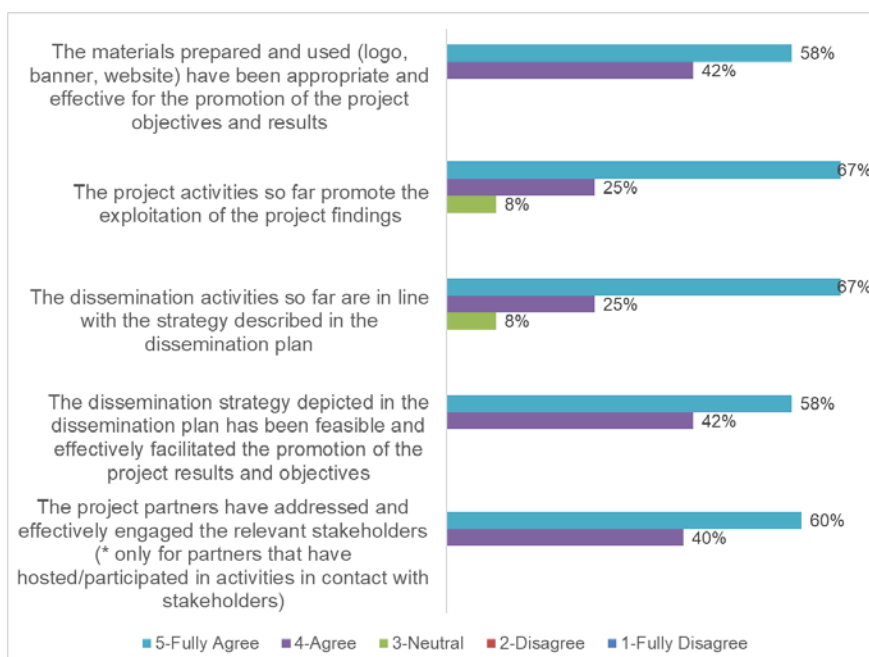 The materials prepared and used (logo,
banner, website) have been appropriate and
effective for the promotion of the project
objectives and results
58%
42%
The project activities so far promote the
exploitation of the project findings
67%
25%
8%
The dissemination activities so far are in line
with the strategy described in the
dissemination plan
67%
25%
8%
The dissemination strategy depicted in the
dissemination plan has been feasible and
effectively facilitated the promotion of the
project results and objectives
58%
42%
The project partners have addressed and
effectively engaged the relevant stakeholders
(* only for partners that have
hosted/participated in activities in contact with
stakeholders)
60%
40%
5-Fully Agree 4-Agree 3-Neutral 2-Disagree 1-Fully Disagree